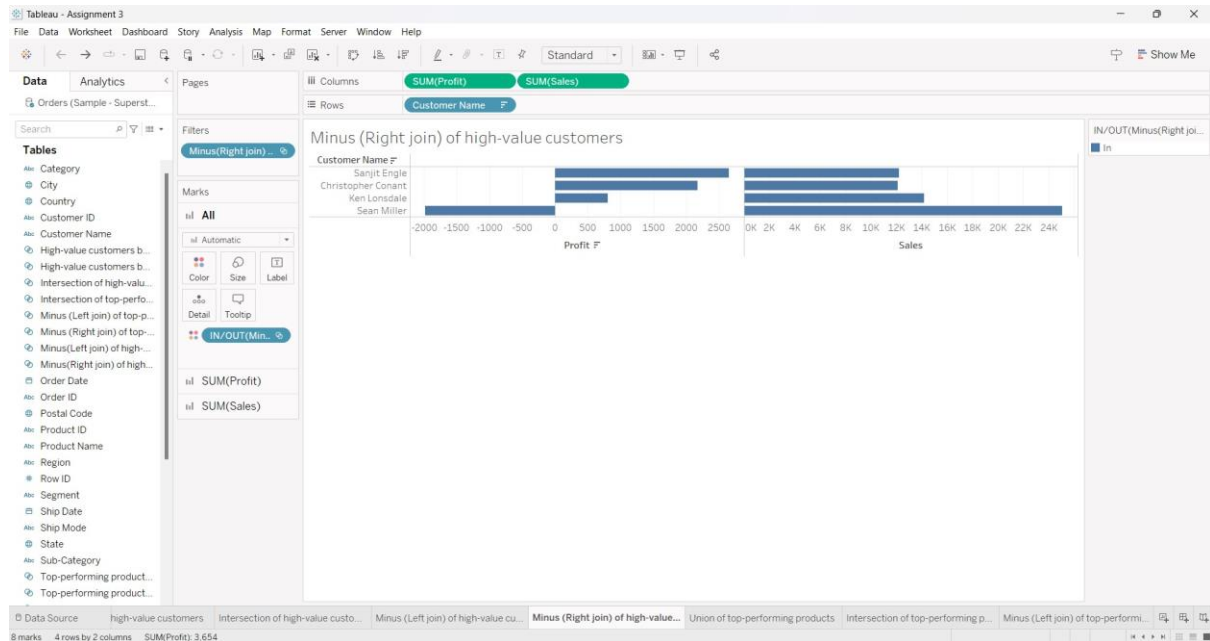 Tableau - Assignment 3
File Data Worksheet Dashboard Story Analysis Map Format Server Window Help
Standard
Show Me
Data Analytics
Pages
Columns SUM(Profit) SUM(Sales)
Orders (Sample - Superst...
Rows Customer Name
Search
Tables
Abc Category
City
Country
Abc Customer ID
Abc Customer Name
High-value customers b...
High-value customers b...
Intersection of high-valu...
Intersection of top-perfo...
Minus (Left join) of top-p...
Minus (Right join) of top-...
Minus(Left join) of high-...
Minus(Right join) of high...
Order Date
Abc Order ID
Postal Code
Abc Product ID
Abc Product Name
Abc Region
# Row ID
Abc Segment
Ship Date
Abc Ship Mode
State
Abc Sub-Category
Top-performing product...
Top-performing product...
Filters
Minus(Right join) ...
Marks
All
Automatic
Color Size Label
Detail Tooltip
IN/OUT(Min...
SUM(Profit)
SUM(Sales)
Minus (Right join) of high-value customers
Customer Name
Sanjit Engle
Christopher Conant
Ken Lonsdale
Sean Miller
-2000 -1500 -1000 -500 0 500 1000 1500 2000 2500 0K 2K 4K 6K 8K 10K 12K 14K 16K 18K 20K 22K 24K
Profit Sales
IN/OUT(Minus(Right joi...
In
Data Source high-value customers Intersection of high-value custo... Minus (Left join) of high-value cu... Minus (Right join) of high-value... Union of top-performing products Intersection of top-performing p... Minus (Left join) of top-performi...
8 marks 4 rows by 2 columns SUM(Profit): 3,654